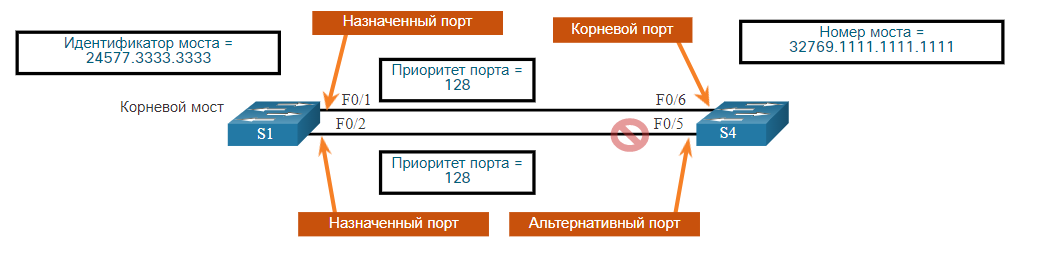 Назначенный порт
Корневой порт
Идентификатор моста =
24577.3333.3333
Номер моста =
32769.1111.1111.1111
Приоритет порта =
128
Корневой мост
F0/1
F0/6
F0/2
F0/5
S1
S4
Приоритет порта =
128
Назначенный порт
Альтернативный порт